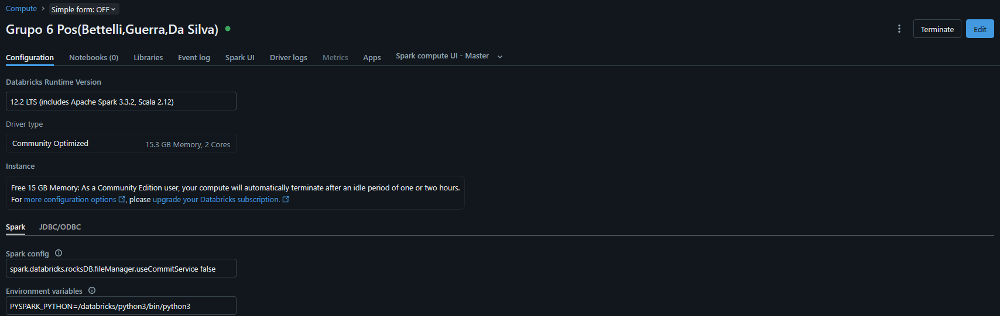 Compute > Simple form: OFF
Grupo 6 Pos(Bettelli,Guerra,Da Silva)
Terminate Edit
Configuration Notebooks (0) Libraries Event log Spark UI Driver logs Metrics Apps Spark compute UI - Master
Databricks Runtime Version
12.2 LTS (includes Apache Spark 3.3.2, Scala 2.12)
Driver type
Community Optimized 15.3 GB Memory, 2 Cores
Instance
Free 15 GB Memory: As a Community Edition user, your compute will automatically terminate after an idle period of one or two hours.
For more configuration options, please upgrade your Databricks subscription.
Spark JDBC/ODBC
Spark config
spark.databricks.rocksDB.fileManager.useCommitService false
Environment variables
PYSPARK_PYTHON=/databricks/python3/bin/python3